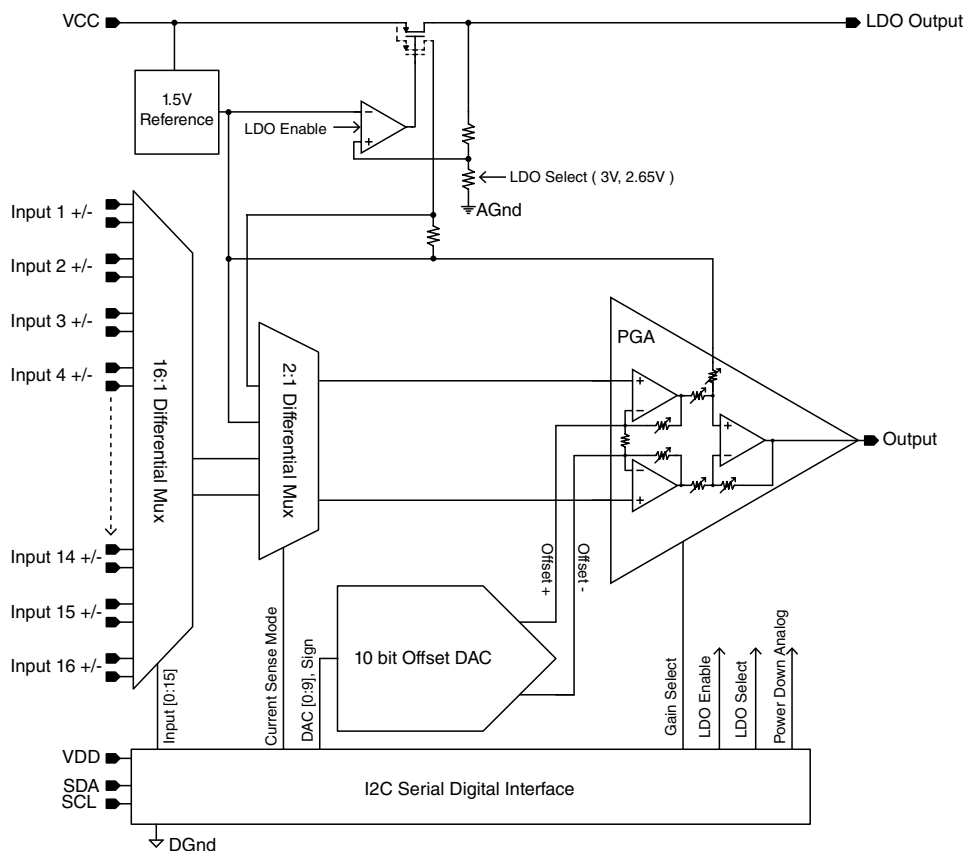 VCC
LDO Output
1.5V
Reference
LDO Enable
−
+
LDO Select ( 3V, 2.65V )
AGnd
Input 1 +/-
Input 2 +/-
Input 3 +/-
Input 4 +/-
Input 14 +/-
Input 15 +/-
Input 16 +/-
16:1 Differential Mux
2:1 Differential Mux
PGA
+
−
−
+
+
−
Output
Offset +
Offset -
10 bit Offset DAC
Input [0:15]
Current Sense Mode
DAC [0:9], Sign
Gain Select
LDO Enable
LDO Select
Power Down Analog
VDD
SDA
SCL
I2C Serial Digital Interface
DGnd